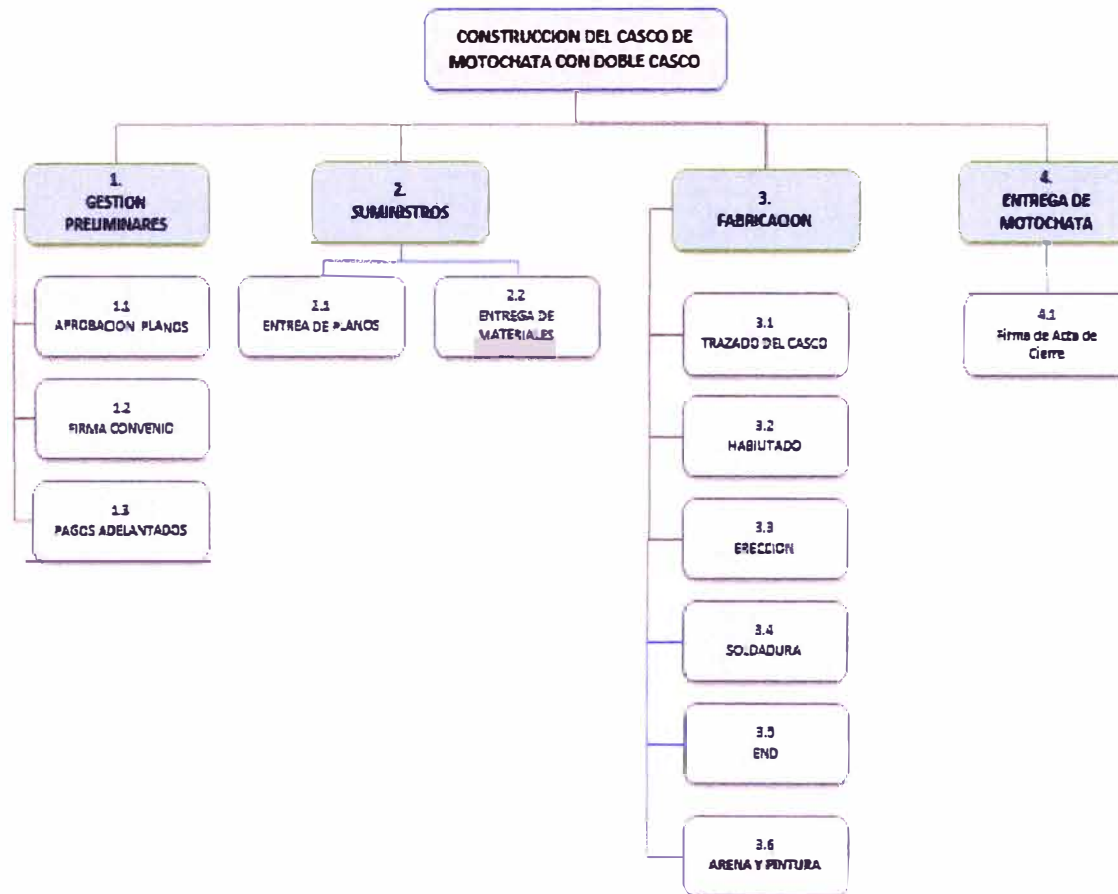 CONSTRUCCION DEL CASCO DE
MOTOCHATA CON DOBLE CASCO
1.
GESTION
PRELIMINARES
1.1
APROBACION PLANOS
1.2
FIRMA CONVENIO
1.3
PAGOS ADELANTADOS
2.
SUMINISTROS
2.1
ENTREA DE PLANOS
2.2
ENTREGA DE
MATERIALES
3.
FABRICACION
3.1
TRAZADO DEL CASCO
3.2
HABILITADO
3.3
ERECCION
3.4
SOLDADURA
3.5
END
3.6
ARENA Y PINTURA
4.
ENTREGA DE
MOTOCHATA
4.1
Firma de Acta de
Cierre